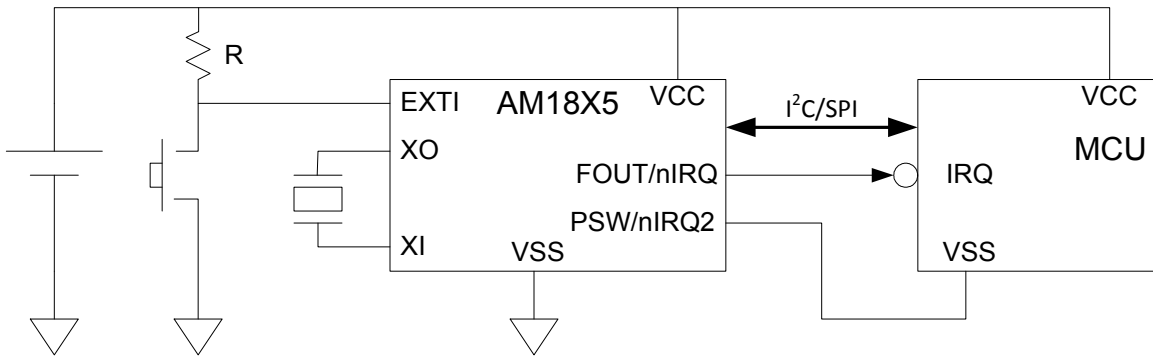 R
EXTI
AM18X5
VCC
XO
FOUT/nIRQ
PSW/nIRQ2
XI
VSS
I²C/SPI
VCC
MCU
IRQ
VSS